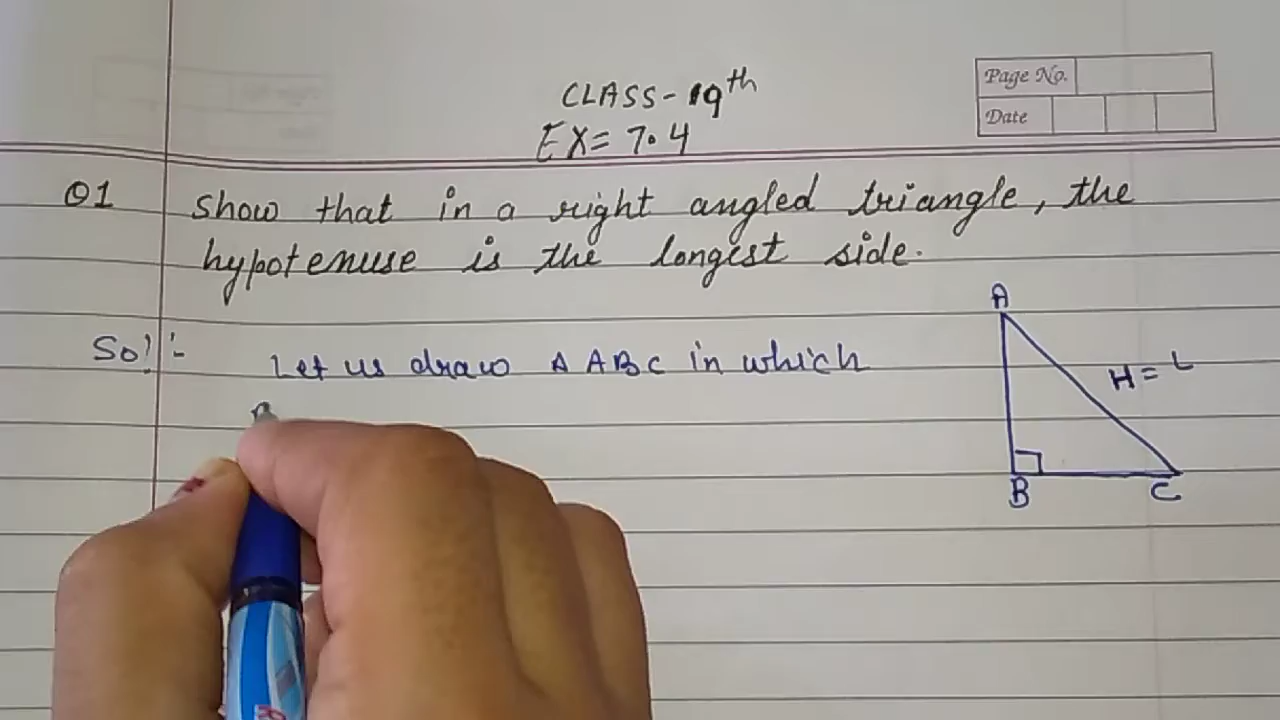 CLASS - 9th
EX = 7.4
Page No.
Date
Q1 Show that in a right angled triangle, the
hypotenuse is the longest side.
A
Sol:- Let us draw Δ ABC in which
H = L
B C